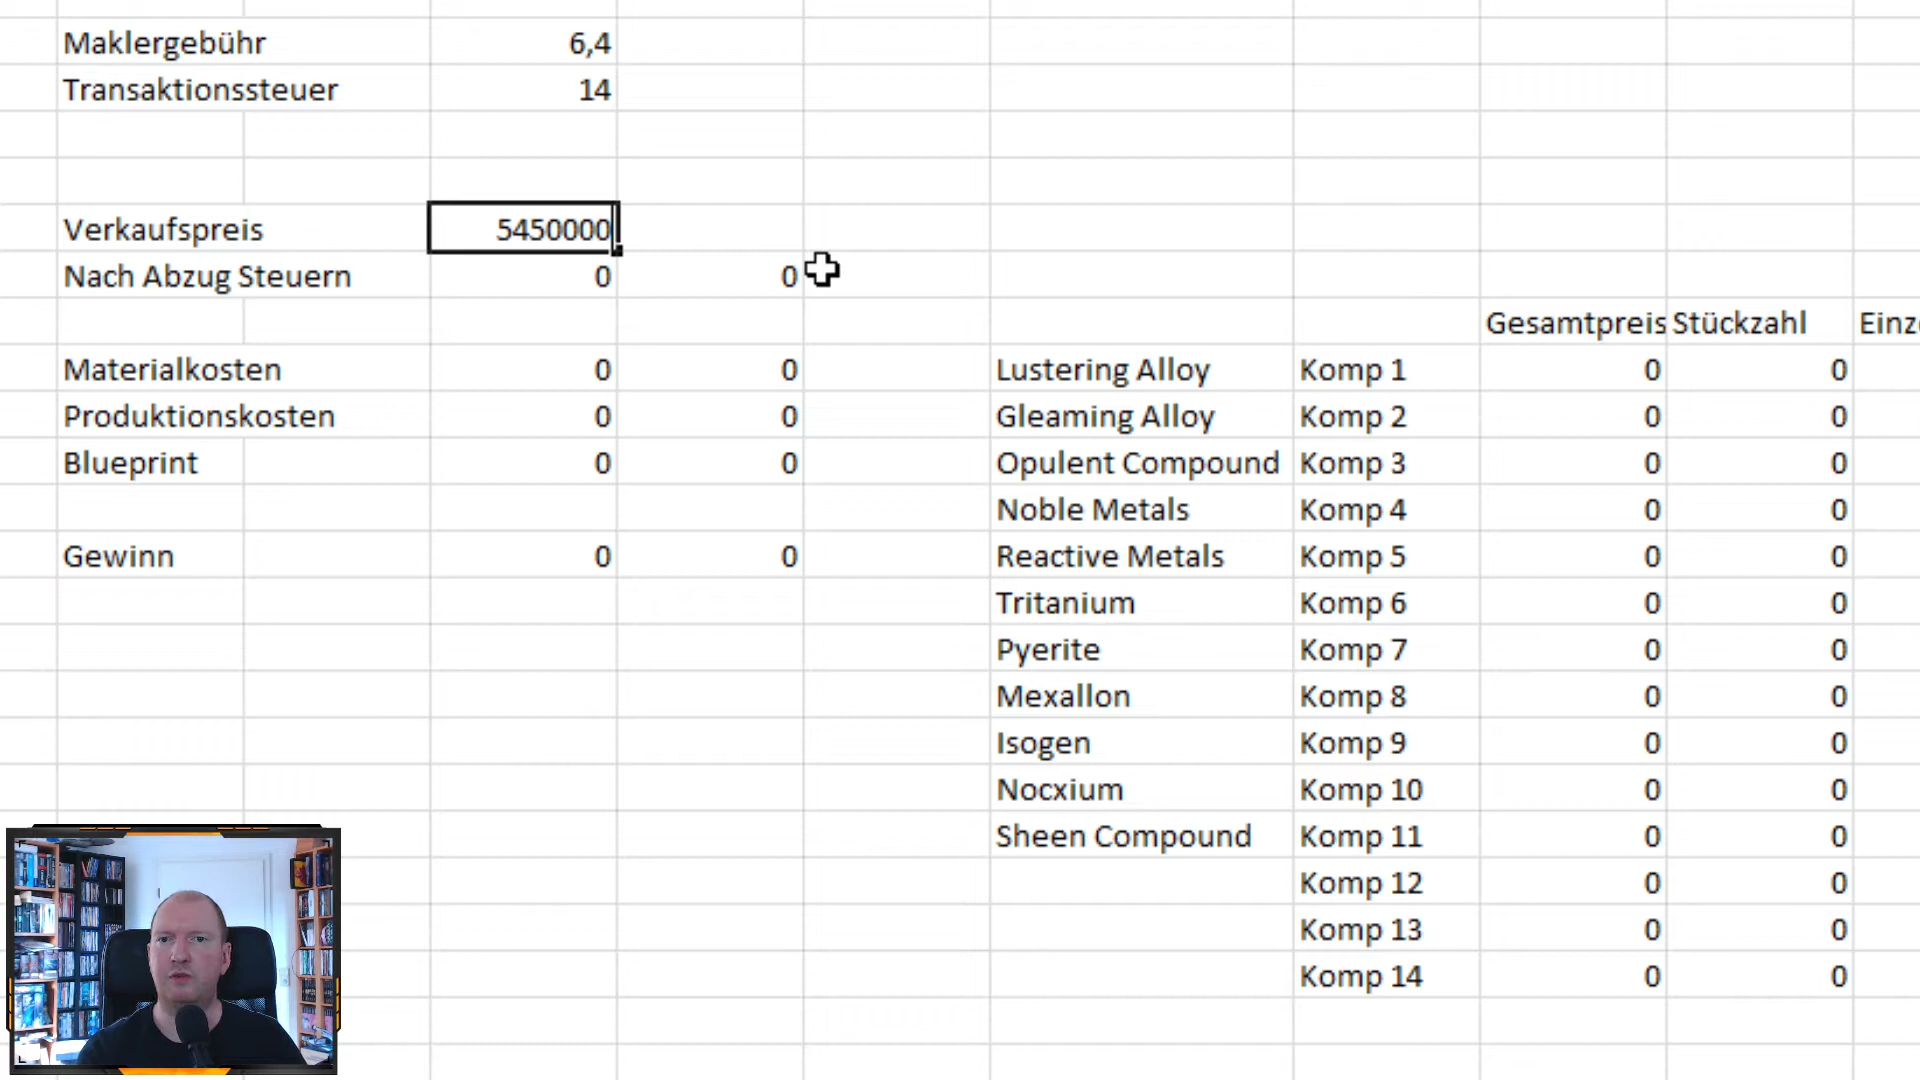 Maklergebühr 6,4
Transaktionssteuer 14
Verkaufspreis 5450000
Nach Abzug Steuern 0 0
Gesamtpreis Stückzahl Einz
Materialkosten 0 0 Lustering Alloy Komp 1 0 0
Produktionskosten 0 0 Gleaming Alloy Komp 2 0 0
Blueprint 0 0 Opulent Compound Komp 3 0 0
Noble Metals Komp 4 0 0
Gewinn 0 0 Reactive Metals Komp 5 0 0
Tritanium Komp 6 0 0
Pyerite Komp 7 0 0
Mexallon Komp 8 0 0
Isogen Komp 9 0 0
Nocxium Komp 10 0 0
Sheen Compound Komp 11 0 0
Komp 12 0 0
Komp 13 0 0
Komp 14 0 0